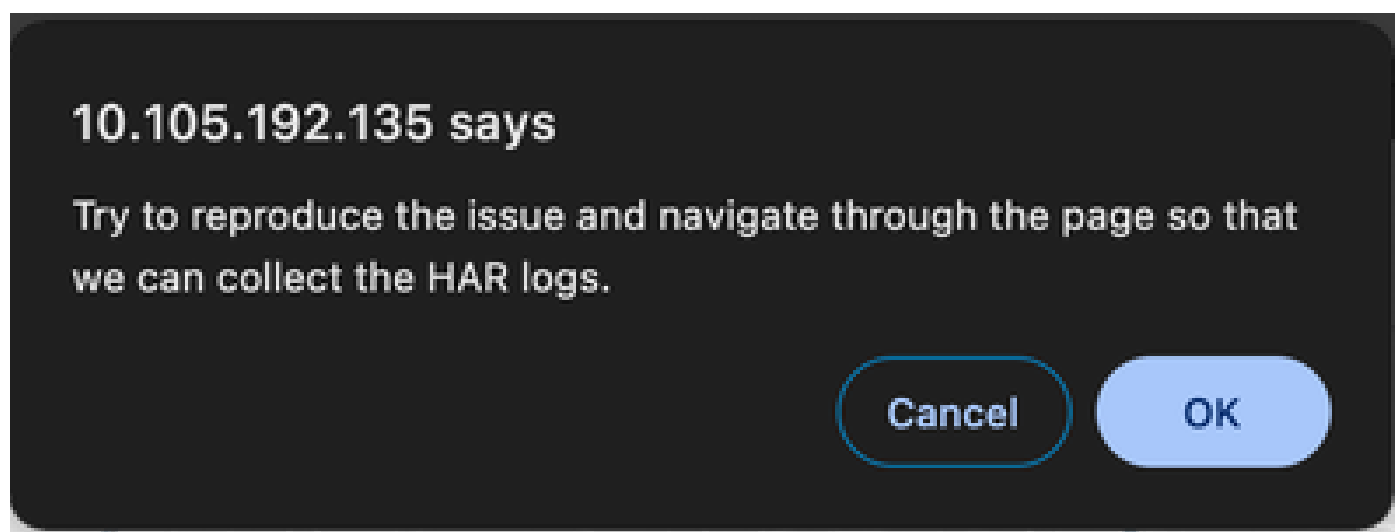 10.105.192.135 says
Try to reproduce the issue and navigate through the page so that
we can collect the HAR logs.
Cancel
OK